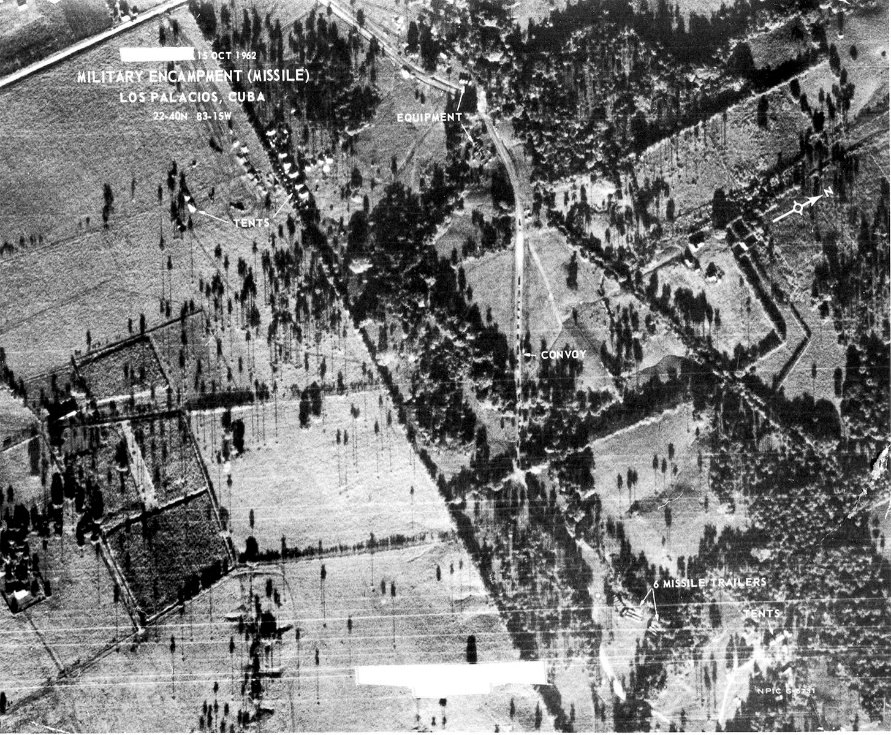 15 OCT 1962
MILITARY ENCAMPMENT (MISSILE)
LOS PALACIOS, CUBA
22-40N 83-15W
EQUIPMENT
TENTS
N
CONVOY
6 MISSILE TRAILERS
TENTS
NPIC